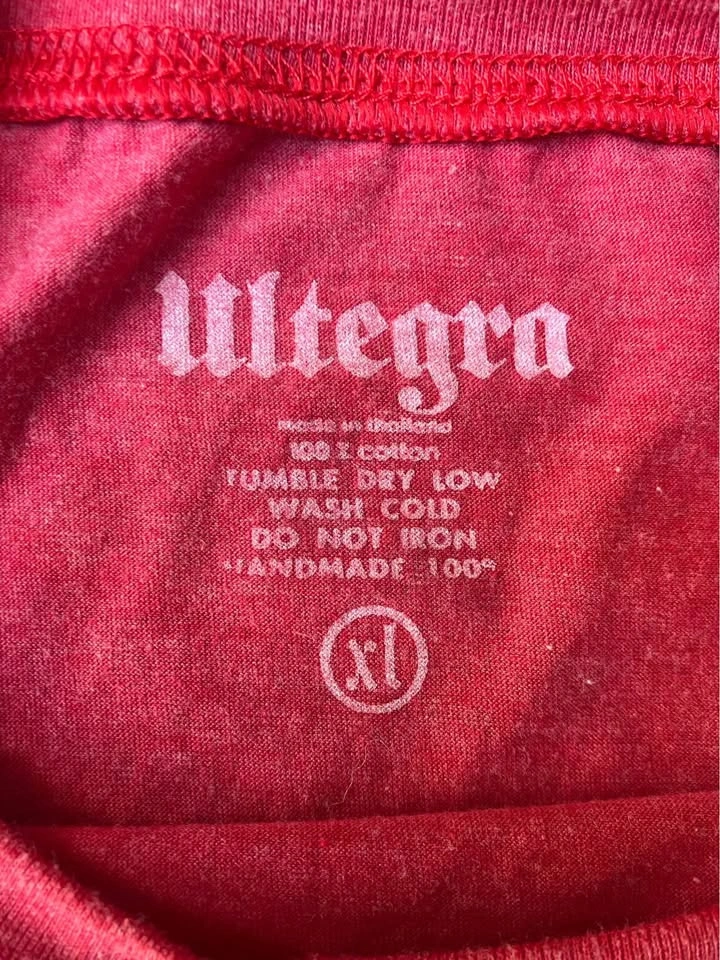 Ultegra
made in thailand
100 % cotton
TUMBLE DRY LOW
WASH COLD
DO NOT IRON
HANDMADE 100%
xl